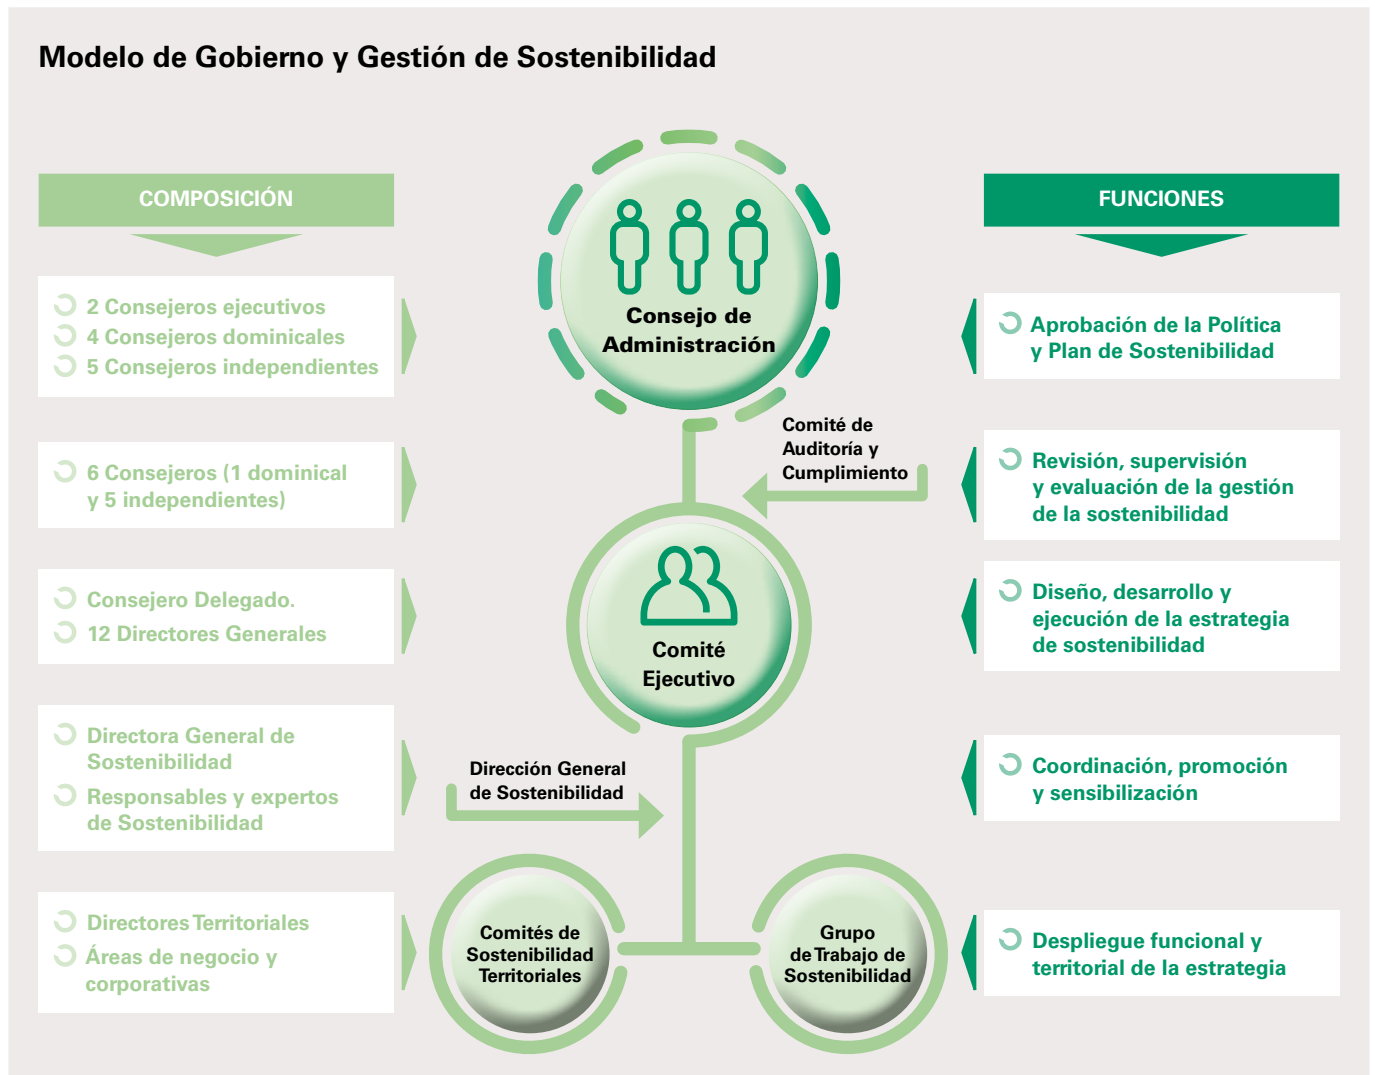 Modelo de Gobierno y Gestión de Sostenibilidad
COMPOSICIÓN
FUNCIONES
2 Consejeros ejecutivos
4 Consejeros dominicales
5 Consejeros independientes
Consejo de
Administración
Aprobación de la Política
y Plan de Sostenibilidad
6 Consejeros (1 dominical
y 5 independientes)
Comité de
Auditoría y
Cumplimiento
Revisión, supervisión
y evaluación de la gestión
de la sostenibilidad
Consejero Delegado.
12 Directores Generales
Comité
Ejecutivo
Diseño, desarrollo y
ejecución de la estrategia
de sostenibilidad
Directora General de
Sostenibilidad
Responsables y expertos
de Sostenibilidad
Dirección General
de Sostenibilidad
Coordinación, promoción
y sensibilización
Directores Territoriales
Áreas de negocio y
corporativas
Comités de
Sostenibilidad
Territoriales
Grupo
de Trabajo de
Sostenibilidad
Despliegue funcional y
territorial de la estrategia